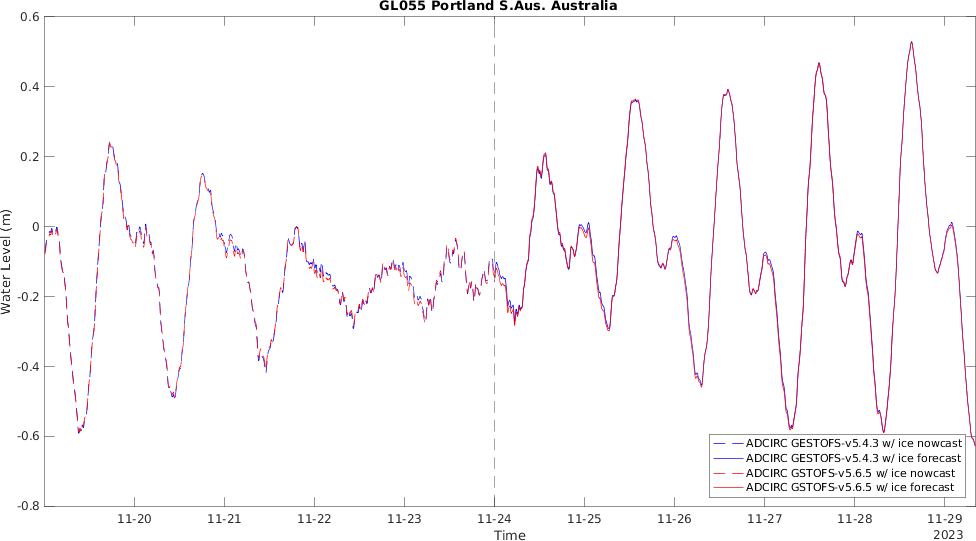 GL055 Portland S.Aus. Australia
Water Level (m)
0.6
0.4
0.2
0
-0.2
-0.4
-0.6
-0.8
ADCIRC GESTOFS-v5.4.3 w/ ice nowcast
ADCIRC GESTOFS-v5.4.3 w/ ice forecast
ADCIRC GSTOFS-v5.6.5 w/ ice nowcast
ADCIRC GSTOFS-v5.6.5 w/ ice forecast
11-20 11-21 11-22 11-23 11-24 11-25 11-26 11-27 11-28 11-29
Time
2023